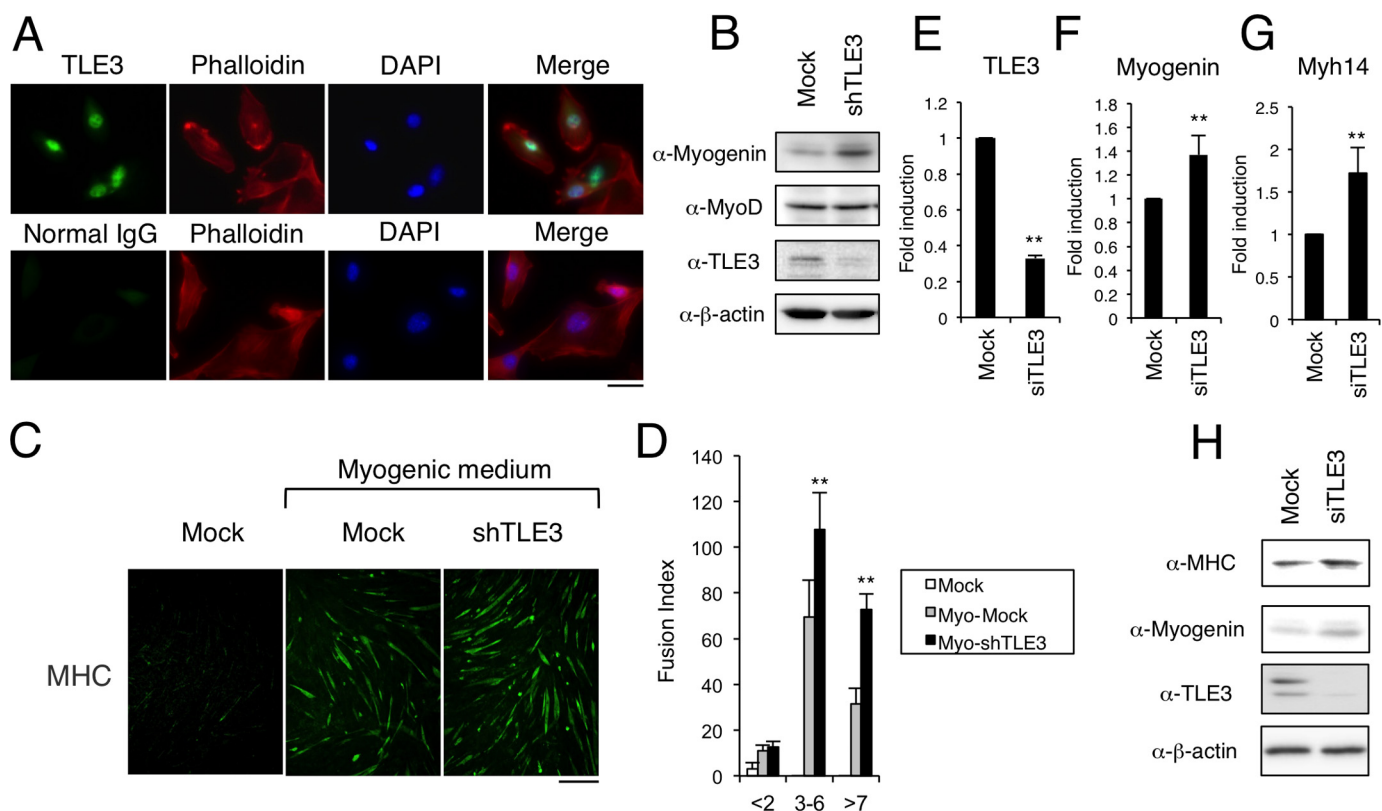 A
TLE3 Phalloidin DAPI Merge
Normal IgG Phalloidin DAPI Merge
B
Mock shTLE3
α-Myogenin
α-MyoD
α-TLE3
α-β-actin
E
TLE3
Fold induction
1.2
1
0.8
0.6
0.4
0.2
0
**
Mock siTLE3
F
Myogenin
Fold induction
1.8
1.6
1.4
1.2
1
0.8
0.6
0.4
0.2
0
**
Mock siTLE3
G
Myh14
Fold induction
2.5
2
1.5
1
0.5
0
**
Mock siTLE3
C
Myogenic medium
Mock Mock shTLE3
MHC
D
Fusion Index
140
120
100
80
60
40
20
0
**
**
<2 3-6 >7
Mock
Myo-Mock
Myo-shTLE3
H
Mock siTLE3
α-MHC
α-Myogenin
α-TLE3
α-β-actin